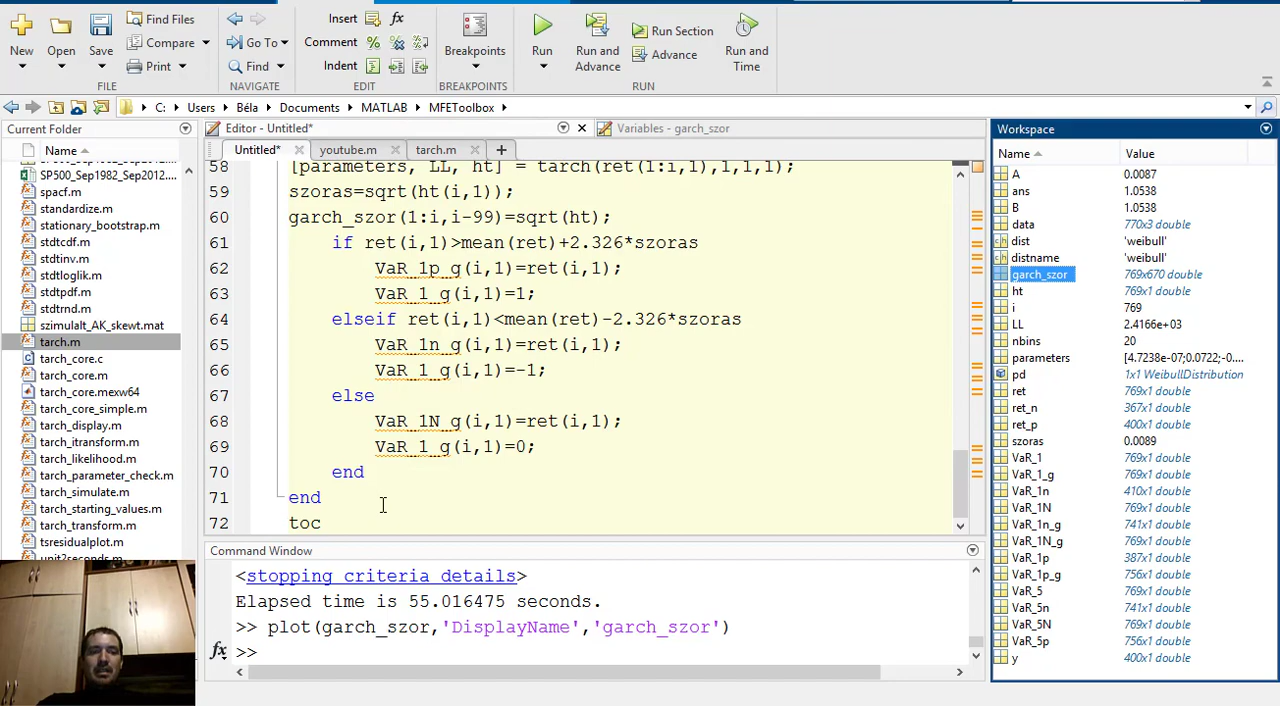 New
Open
Save
Find Files
Compare
Print
FILE
Go To
Find
NAVIGATE
Insert fx
Comment
Indent
EDIT
Breakpoints
BREAKPOINTS
Run
Run and Advance
Run Section
Advance
Run and Time
RUN
C: Users Béla Documents MATLAB MFEToolbox
Current Folder
Name
SP500_Sep1982_Sep2012....
spacf.m
standardize.m
stationary_bootstrap.m
stdtcdf.m
stdtinv.m
stdtloglik.m
stdtpdf.m
stdtrnd.m
szimulalt_AK_skewt.mat
tarch.m
tarch_core.c
tarch_core.m
tarch_core.mexw64
tarch_core_simple.m
tarch_display.m
tarch_itransform.m
tarch_likelihood.m
tarch_parameter_check.m
tarch_simulate.m
tarch_starting_values.m
tarch_transform.m
tsresidualplot.m
Editor - Untitled*
Variables - garch_szor
Untitled* youtube.m tarch.m
58 [parameters, LL, ht] = tarch(ret(1:i,1),1,1,1);
59 szoras=sqrt(ht(i,1));
60 garch_szor(1:i,i-99)=sqrt(ht);
61 if ret(i,1)>mean(ret)+2.326*szoras
62 VaR_1p_g(i,1)=ret(i,1);
63 VaR_1_g(i,1)=1;
64 elseif ret(i,1)<mean(ret)-2.326*szoras
65 VaR_1n_g(i,1)=ret(i,1);
66 VaR_1_g(i,1)=-1;
67 else
68 VaR_1N_g(i,1)=ret(i,1);
69 VaR_1_g(i,1)=0;
70 end
71 end
72 toc
Command Window
<stopping criteria details>
Elapsed time is 55.016475 seconds.
>> plot(garch_szor,'DisplayName','garch_szor')
fx >>
Workspace
Name Value
A 0.0087
ans 1.0538
B 1.0538
data 770x3 double
dist 'weibull'
distname 'weibull'
garch_szor 769x670 double
ht 769x1 double
i 769
LL 2.4166e+03
nbins 20
parameters [4.7238e-07;0.0722;-0....
pd 1x1 WeibullDistribution
ret 769x1 double
ret_n 367x1 double
ret_p 400x1 double
szoras 0.0089
VaR_1 769x1 double
VaR_1_g 769x1 double
VaR_1n 410x1 double
VaR_1N 769x1 double
VaR_1n_g 741x1 double
VaR_1N_g 769x1 double
VaR_1p 387x1 double
VaR_1p_g 756x1 double
VaR_5 769x1 double
VaR_5n 741x1 double
VaR_5N 769x1 double
VaR_5p 756x1 double
y 400x1 double